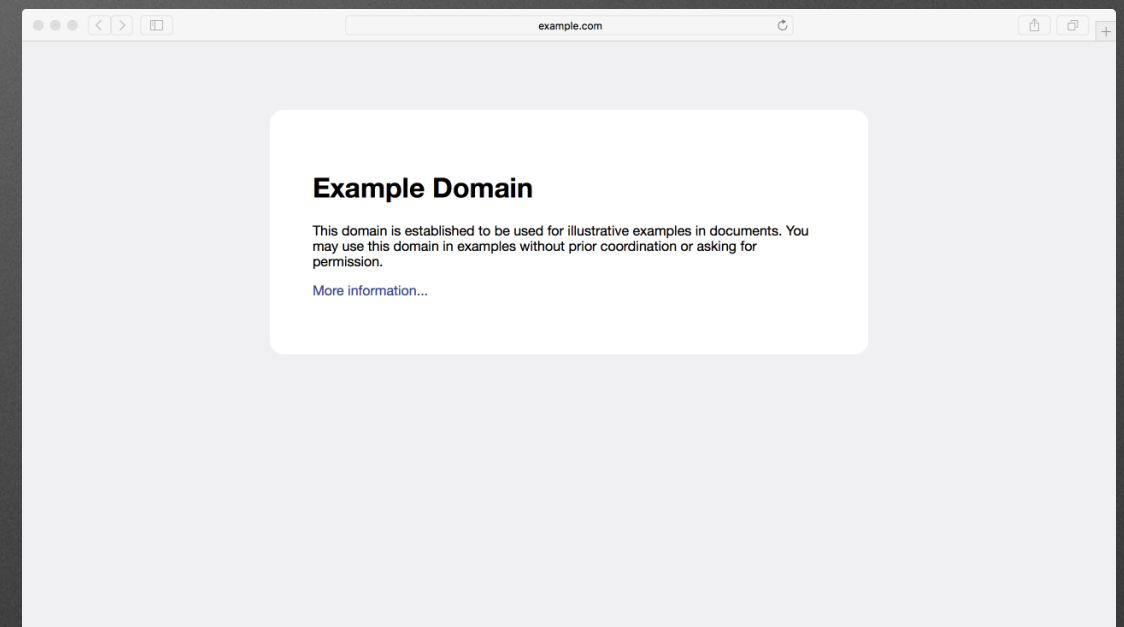 example.com
Example Domain
This domain is established to be used for illustrative examples in documents. You
may use this domain in examples without prior coordination or asking for
permission.
More information...